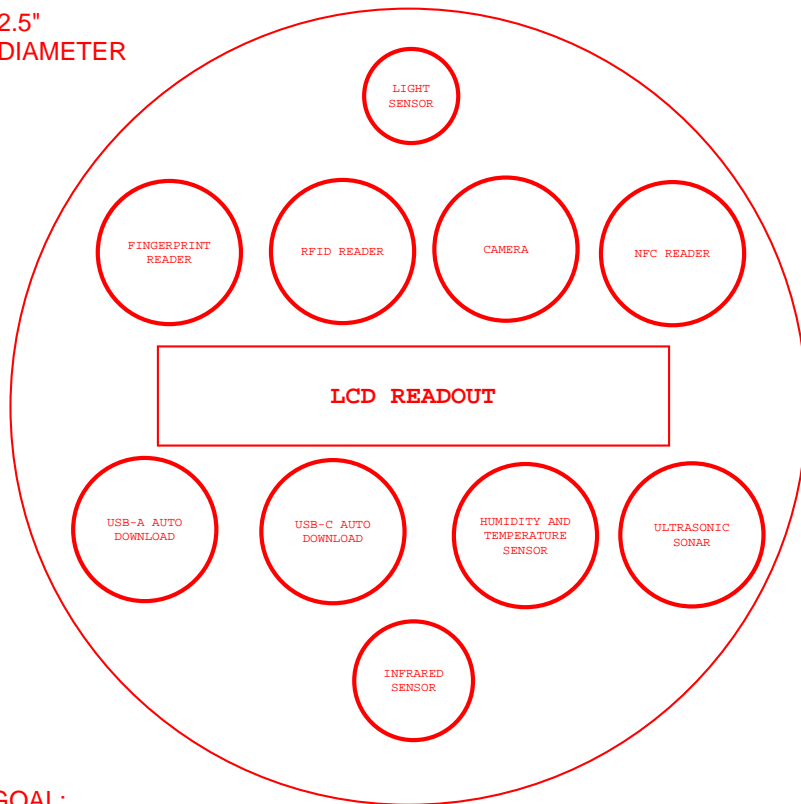 2.5"
DIAMETER
LIGHT
SENSOR
FINGERPRINT
READER
RFID READER
CAMERA
NFC READER
LCD READOUT
USB-A AUTO
DOWNLOAD
USB-C AUTO
DOWNLOAD
HUMIDITY AND
TEMPERATURE
SENSOR
ULTRASONIC
SONAR
INFRARED
SENSOR
GOAL: